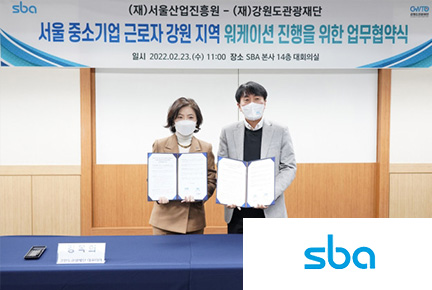 sba
(재)서울산업진흥원 - (재)강원도관광재단
서울 중소기업 근로자 강원 지역 워케이션 진행을 위한 업무협약식
일시 2022.02.23.(수) 11:00 장소 SBA 본사 14층 대회의실
sba